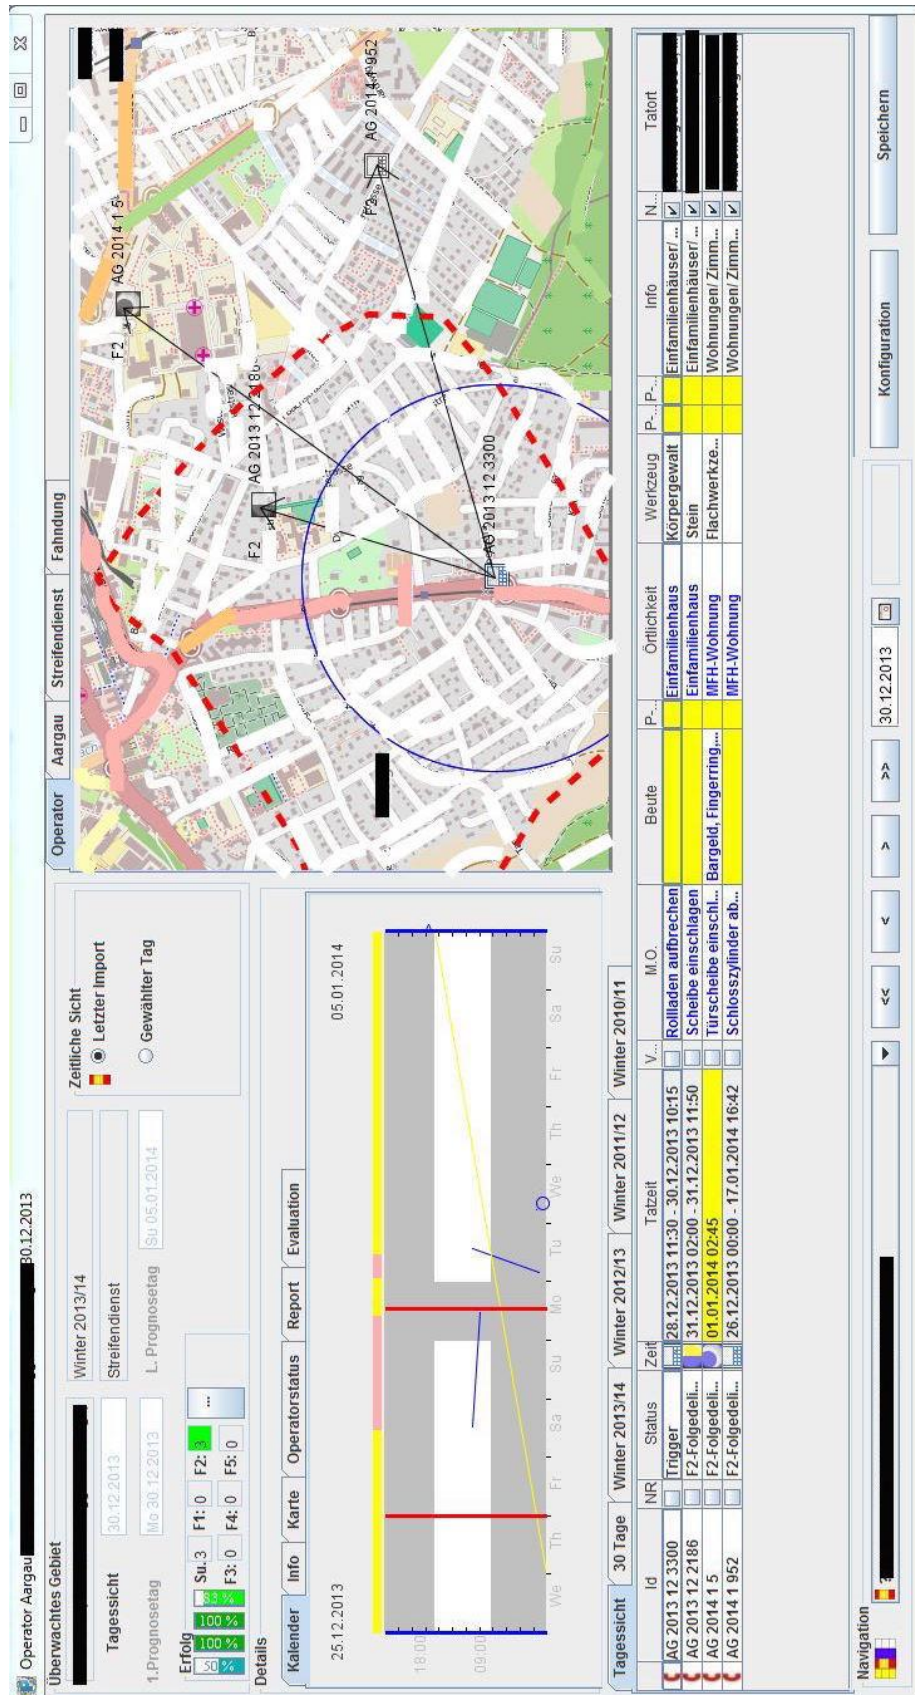 Operator Aargau
30.12.2013
Überwachtes Gebiet
Winter 2013/14
Tagessicht
30.12.2013
Streifendienst
1.Prognosetag
Mo 30 12 2013
L. Prognosetag
Su 05.01.2014
Zeitliche Sicht
Letzter Import
Gewählter Tag
Erfolg
50 %
100 %
100 %
83 %
Su. 3
F1: 0
F2: 3
F3: 0
F4: 0
F5: 0
...
Details
Kalender
Info
Karte
Operatorstatus
Report
Evaluation
25.12.2013
05.01.2014
18:00
09:00
We
Th
Fr
Sa
Su
Mo
Tu
We
Th
Fr
Sa
Su
Operator
Aargau
Streifendienst
Fahndung
F2
AG 2014 1 5
F2
AG 2013 12 2186
F2
AG 2014 1 952
AG 2013 12 3300
Tagessicht
30 Tage
Winter 2013/14
Winter 2012/13
Winter 2011/12
Winter 2010/11
Id NR Status Zeit Tatzeit V... M.O. Beute P... Örtlichkeit Werkzeug P-... P-... Info N... Tatort
AG 2013 12 3300 Trigger 28.12.2013 11:30 - 30.12.2013 10:15 Rollladen aufbrechen Einfamilienhaus Körpergewalt Einfamilienhäuser/ ...
AG 2013 12 2186 F2-Folgedeli... 31.12.2013 02:00 - 31.12.2013 11:50 Scheibe einschlagen Einfamilienhaus Stein Einfamilienhäuser/ ...
AG 2014 1 5 F2-Folgedeli... 01.01.2014 02:45 Türscheibe einschl... Bargeld, Fingerring,... MFH-Wohnung Flachwerkze... Wohnungen/ Zimm...
AG 2014 1 952 F2-Folgedeli... 26.12.2013 00:00 - 17.01.2014 16:42 Schlosszylinder ab... MFH-Wohnung Wohnungen/ Zimm...
Navigation
<<
<
>
>>
30.12.2013
Konfiguration
Speichern